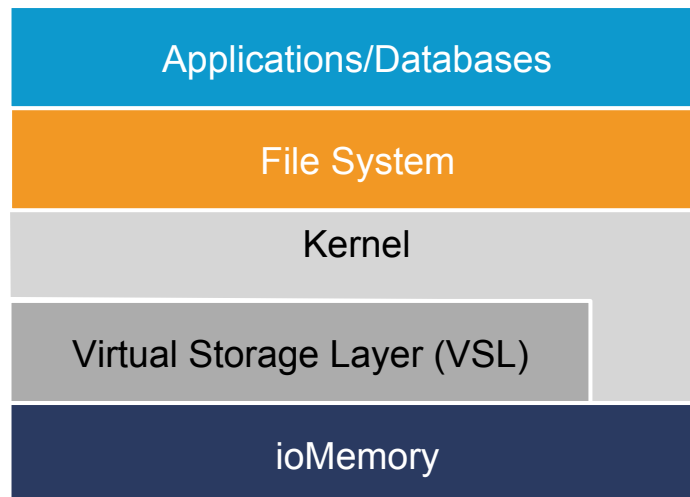 Applications/Databases
File System
Kernel
Virtual Storage Layer (VSL)
ioMemory